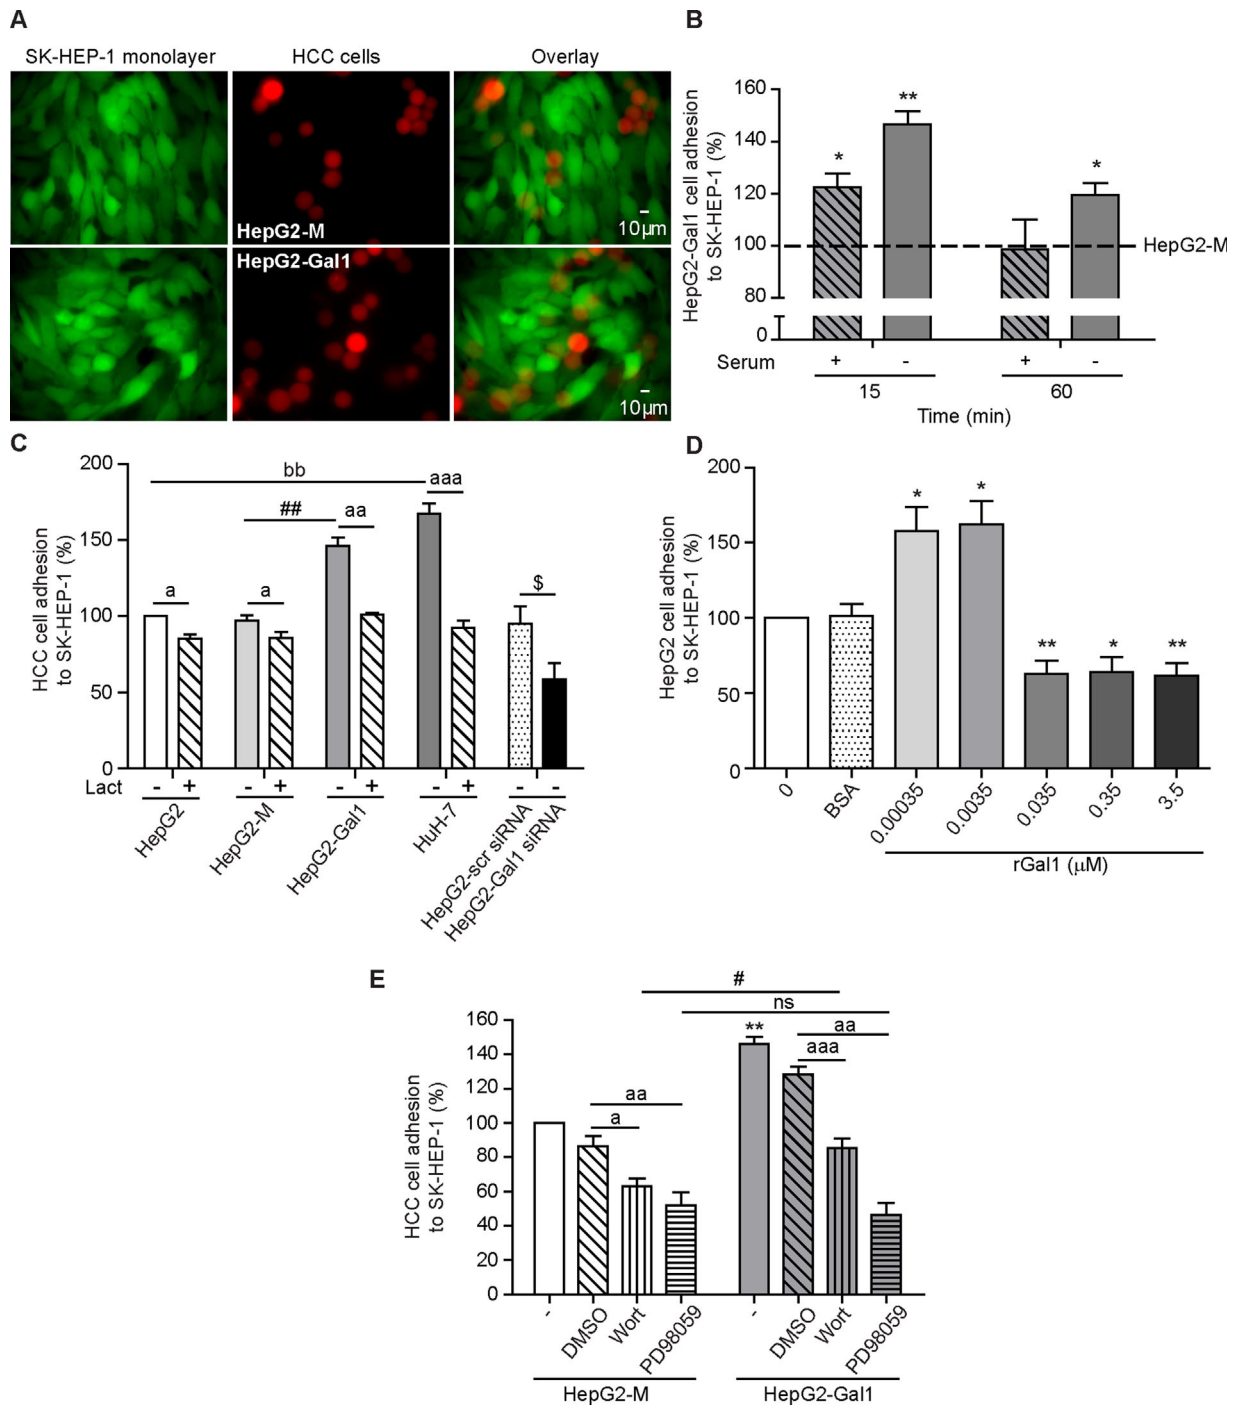 A
SK-HEP-1 monolayer
HCC cells
Overlay
HepG2-M
10µm
HepG2-Gal1
10µm
B
HepG2-Gal1 cell adhesion
to SK-HEP-1 (%)
160
140
120
100
80
0
*
**
*
HepG2-M
Serum + - + -
15 60
Time (min)
C
HCC cell adhesion
to SK-HEP-1 (%)
200
150
100
50
0
bb
aaa
## aa
a a $
Lact - + - + - + - + - -
HepG2
HepG2-M
HepG2-Gal1
HuH-7
HepG2-scr siRNA
HepG2-Gal1 siRNA
D
HepG2 cell adhesion
to SK-HEP-1 (%)
200
150
100
50
0
* *
** * **
0
BSA
0.00035
0.0035
0.035
0.35
3.5
rGal1 (µM)
E
HCC cell adhesion
to SK-HEP-1 (%)
160
140
120
100
80
60
40
20
0
#
ns
** aa
aaa
aa
a
-
DMSO
Wort
PD98059
-
DMSO
Wort
PD98059
HepG2-M
HepG2-Gal1